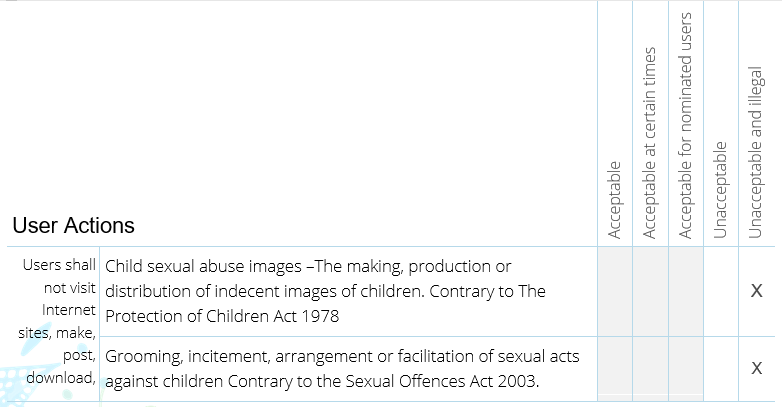 Acceptable
Acceptable at certain times
Acceptable for nominated users
Unacceptable
Unacceptable and illegal
User Actions
Users shall
not visit
Internet
sites, make,
post,
download,
Child sexual abuse images –The making, production or
distribution of indecent images of children. Contrary to The
Protection of Children Act 1978
X
Grooming, incitement, arrangement or facilitation of sexual acts
against children Contrary to the Sexual Offences Act 2003.
X